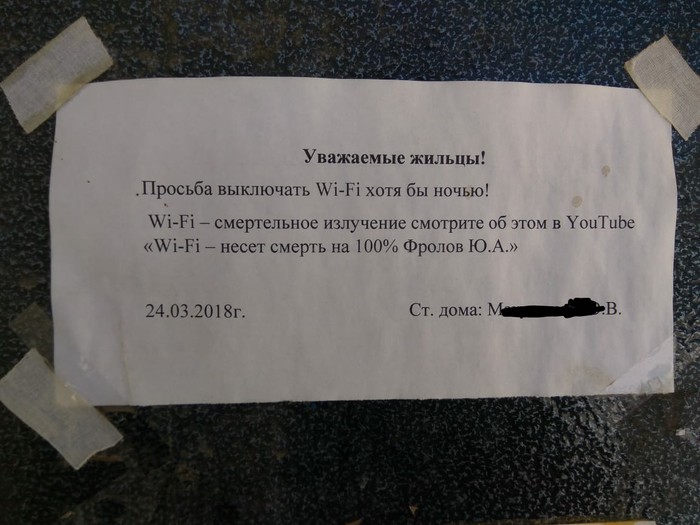 Уважаемые жильцы!
Просьба выключать Wi-Fi хотя бы ночью!
Wi-Fi – смертельное излучение смотрите об этом в YouTube
«Wi-Fi – несет смерть на 100% Фролов Ю.А.»
24.03.2018г. Ст. дома: М .В.